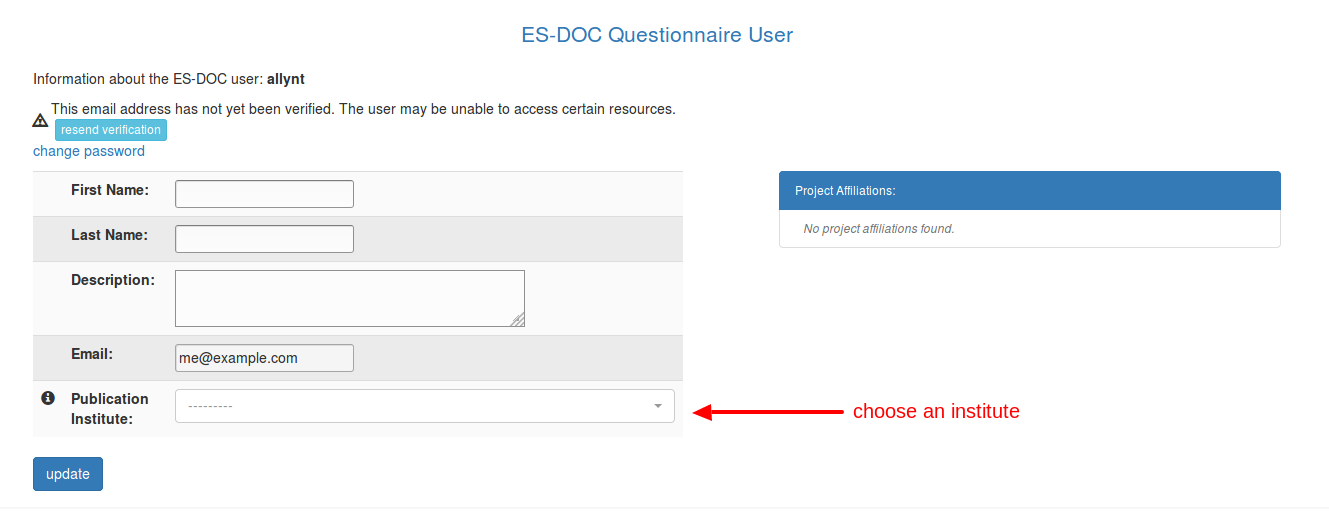 ES-DOC Questionnaire User
Information about the ES-DOC user: allynt
This email address has not yet been verified. The user may be unable to access certain resources.
resend verification
change password
First Name:
Last Name:
Description:
Email:
me@example.com
Publication
Institute:
---------
choose an institute
update
Project Affiliations:
No project affiliations found.